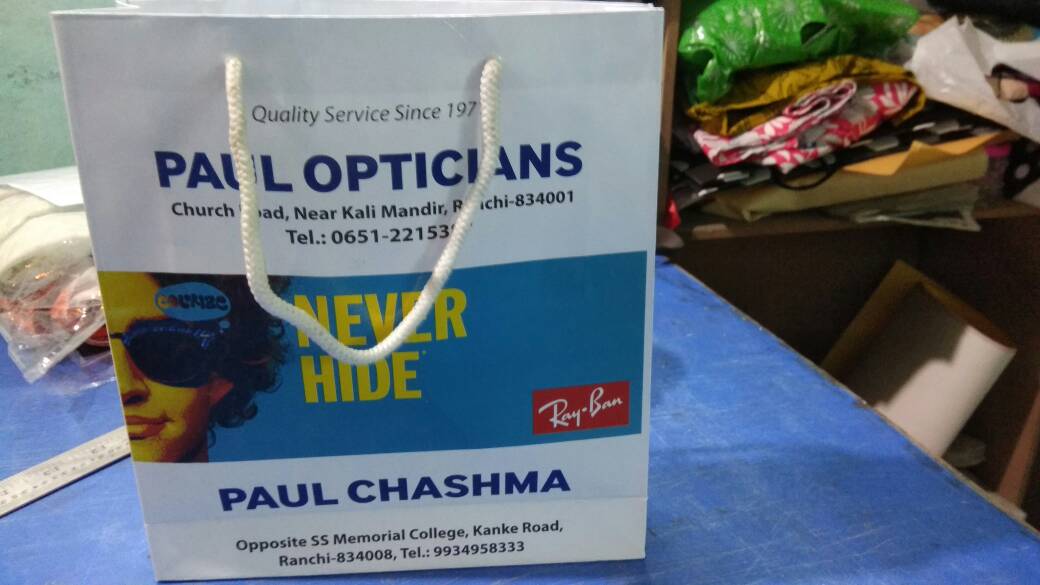 Quality Service Since 197
PAUL OPTICIANS
Church Road, Near Kali Mandir, Ranchi-834001
Tel.: 0651-22153
NEVER
HIDE
Ray-Ban
PAUL CHASHMA
Opposite SS Memorial College, Kanke Road,
Ranchi-834008, Tel.: 9934958333